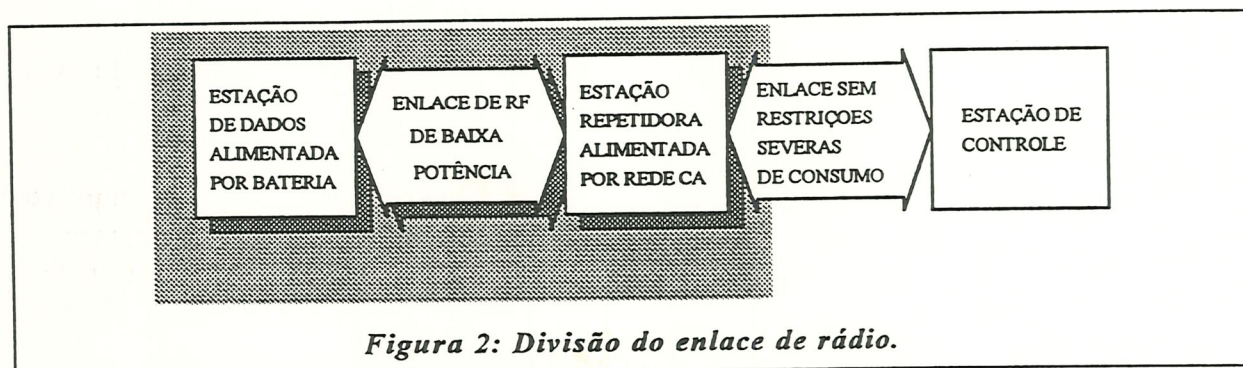 ESTAÇÃO
DE DADOS
ALIMENTADA
POR BATERIA
ENLACE DE RF
DE BAIXA
POTÊNCIA
ESTAÇÃO
REPETIDORA
ALIMENTADA
POR REDE CA
ENLACE SEM
RESTRIÇOES
SEVERAS
DE CONSUMO
ESTAÇÃO DE
CONTROLE
Figura 2: Divisão do enlace de rádio.